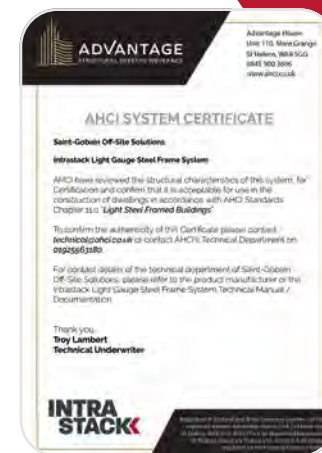 ADVANTAGE
STRUCTURAL DEFECTS INSURANCE
Advantage House
Unit 110, Mere Grange
St Helens, WA9 5GG
0845 900 3696
www.ahci.co.uk
AHCI SYSTEM CERTIFICATE
Saint-Gobain Off-Site Solutions
Intrastack Light Gauge Steel Frame System
AHCI have reviewed the structural characteristics of this system, for
Certification and confirm that it is acceptable for use in the
construction of dwellings in accordance with AHCI Standards
Chapter 11.0 "Light Steel Framed Buildings".
To confirm the authenticity of this Certificate please contact
technical@ahci.co.uk or contact AHCI's Technical Department on
01925563180.
For contact details of the technical department of Saint-Gobain
Off-Site Solutions, please refer to the product manufacturer or the
Intrastack Light Gauge Steel Frame System Technical Manual /
Documentation.
Thank you,
Troy Lambert
Technical Underwriter
INTRA
STACK